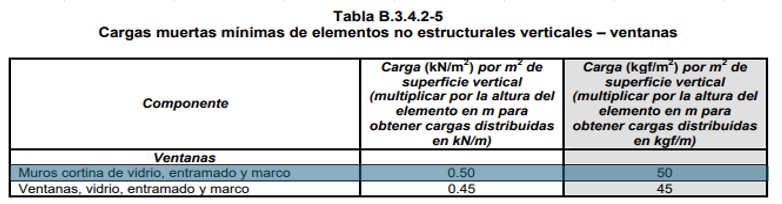 Tabla B.3.4.2-5
Cargas muertas mínimas de elementos no estructurales verticales – ventanas
Componente
Carga (kN/m²) por m² de
superficie vertical
(multiplicar por la altura del
elemento en m para
obtener cargas distribuidas
en kN/m)
Carga (kgf/m²) por m² de
superficie vertical
(multiplicar por la altura del
elemento en m para
obtener cargas distribuidas
en kgf/m)
Ventanas
Muros cortina de vidrio, entramado y marco 0.50 50
Ventanas, vidrio, entramado y marco 0.45 45